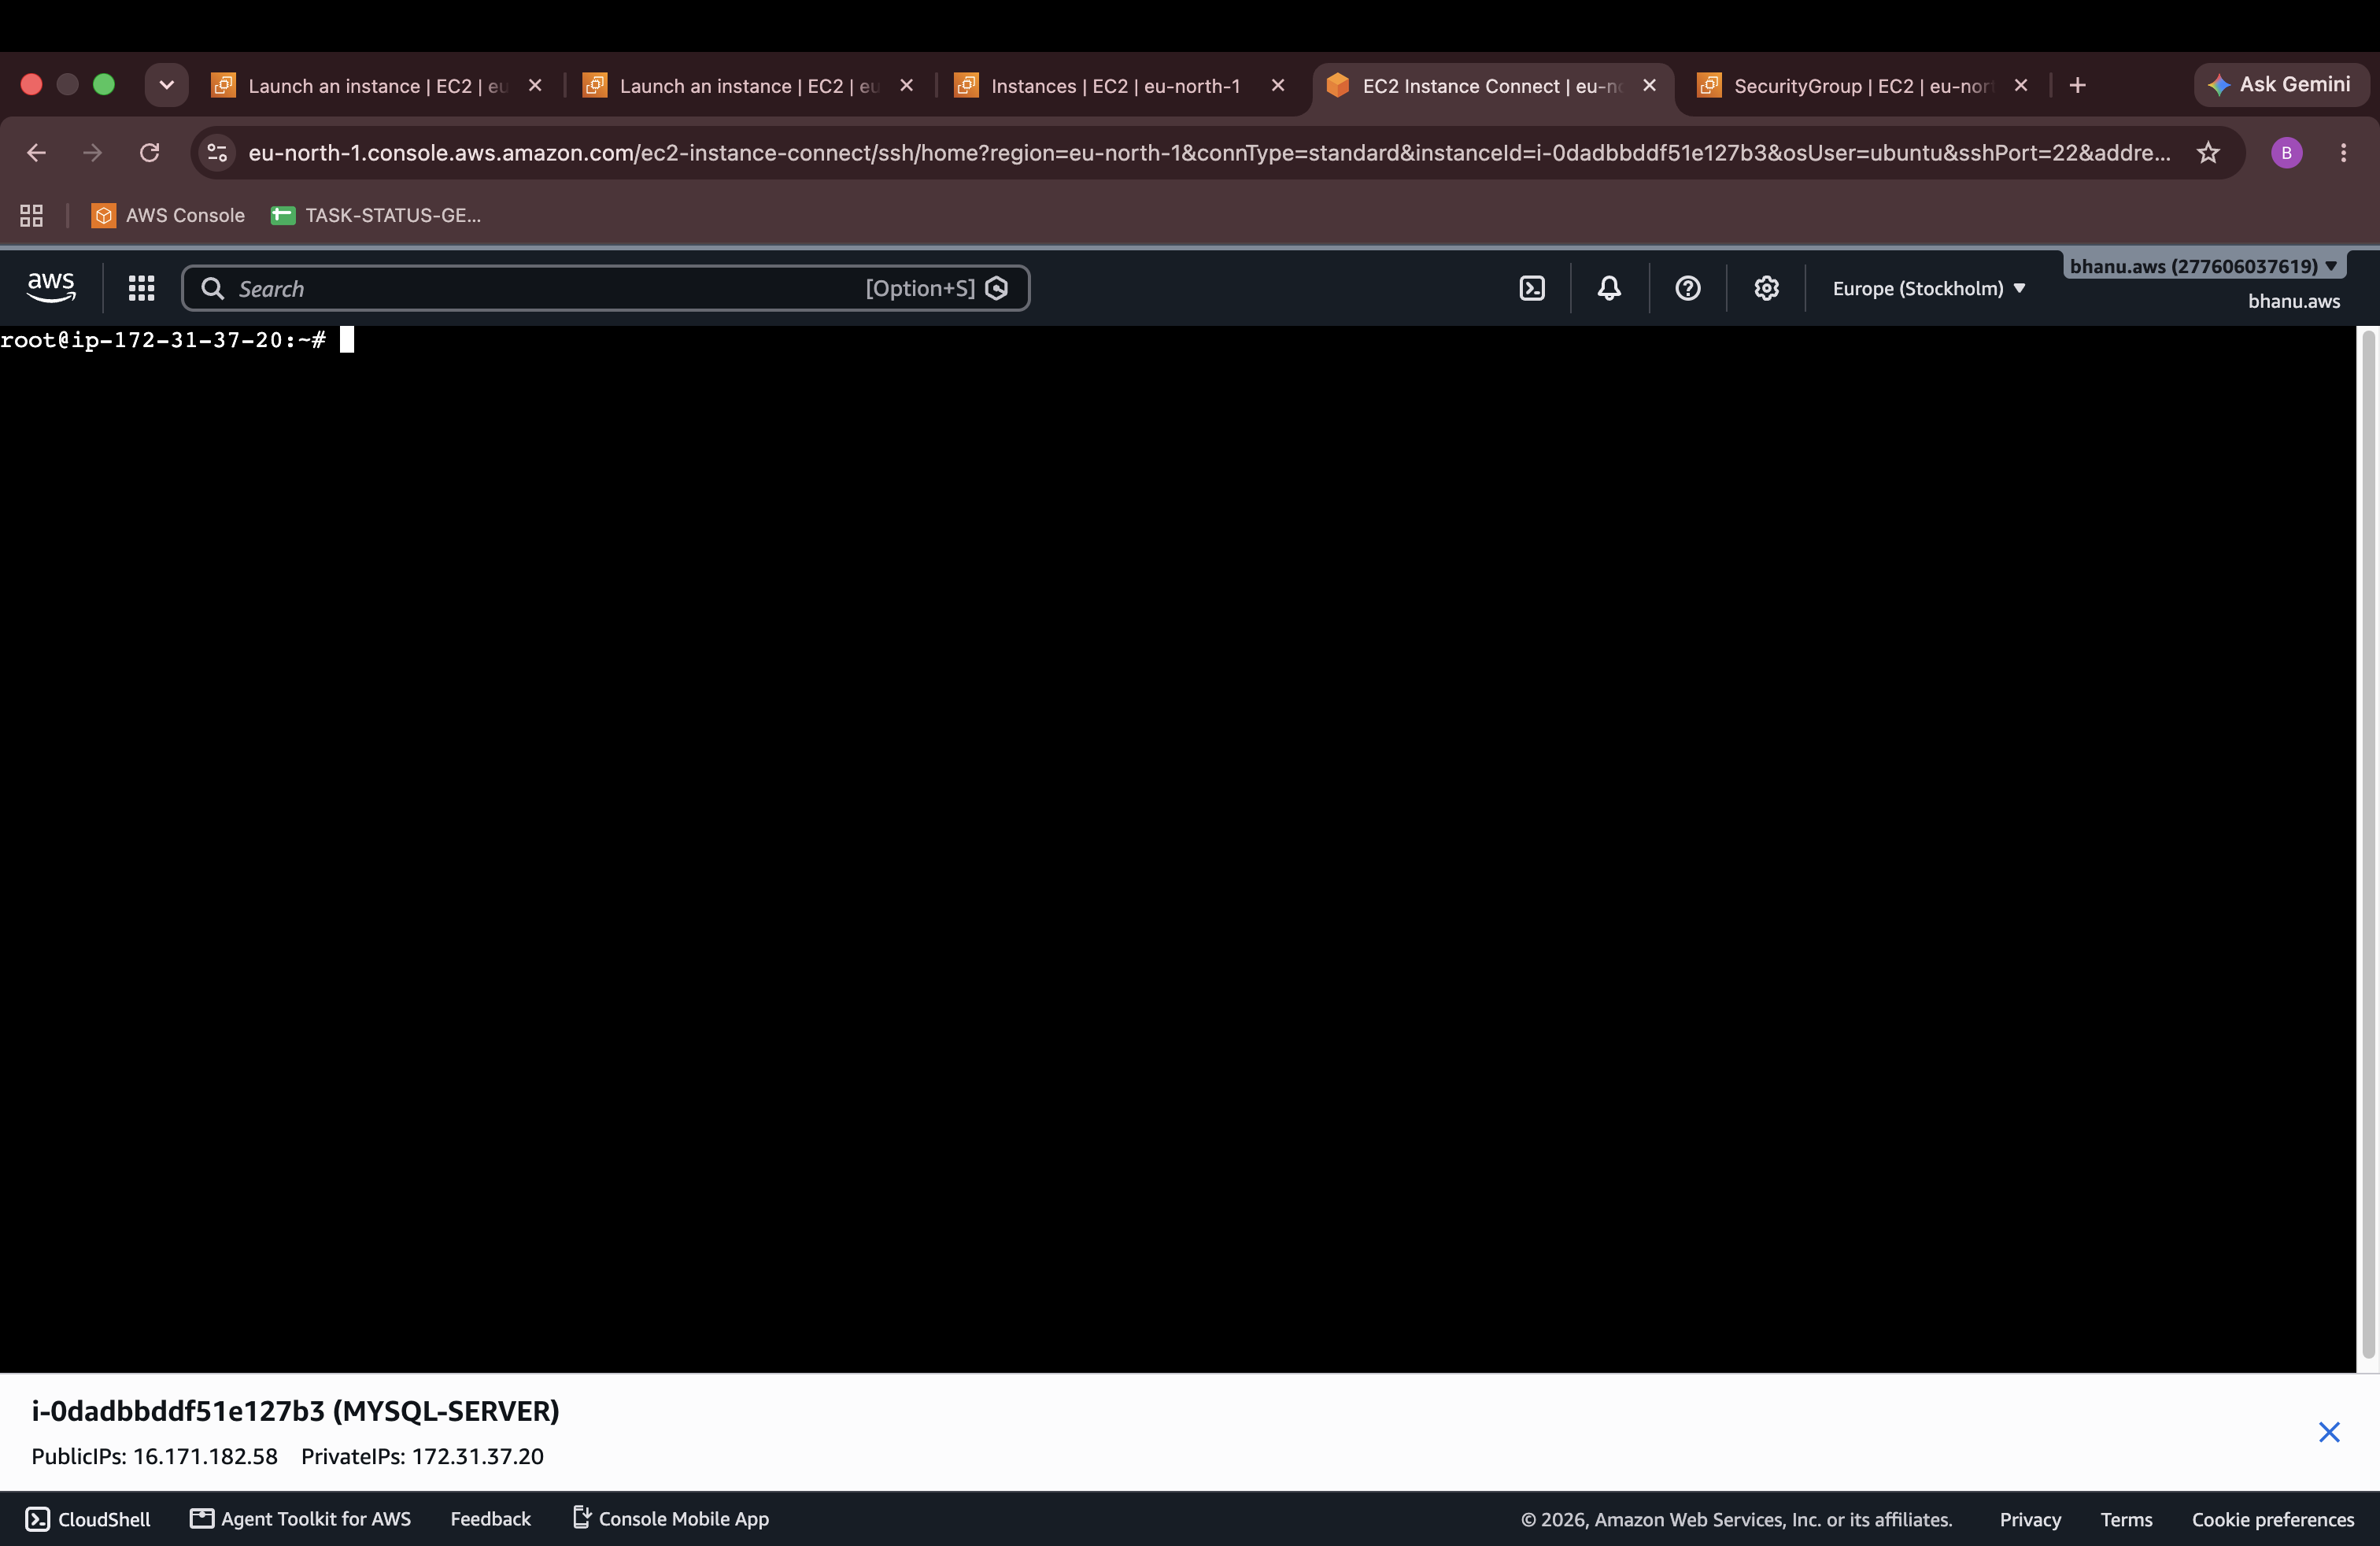 Launch an instance | EC2 | eu
Launch an instance | EC2 | eu
Instances | EC2 | eu-north-1
EC2 Instance Connect | eu-no
SecurityGroup | EC2 | eu-nort
Ask Gemini
eu-north-1.console.aws.amazon.com/ec2-instance-connect/ssh/home?region=eu-north-1&connType=standard&instanceId=i-0dadbbddf51e127b3&osUser=ubuntu&sshPort=22&addre...
B
AWS Console
TASK-STATUS-GE...
aws
Search
[Option+S]
Europe (Stockholm)
bhanu.aws (277606037619)
bhanu.aws
root@ip-172-31-37-20:~#
i-0dadbbddf51e127b3 (MYSQL-SERVER)
PublicIPs: 16.171.182.58 PrivateIPs: 172.31.37.20
CloudShell
Agent Toolkit for AWS
Feedback
Console Mobile App
© 2026, Amazon Web Services, Inc. or its affiliates.
Privacy
Terms
Cookie preferences